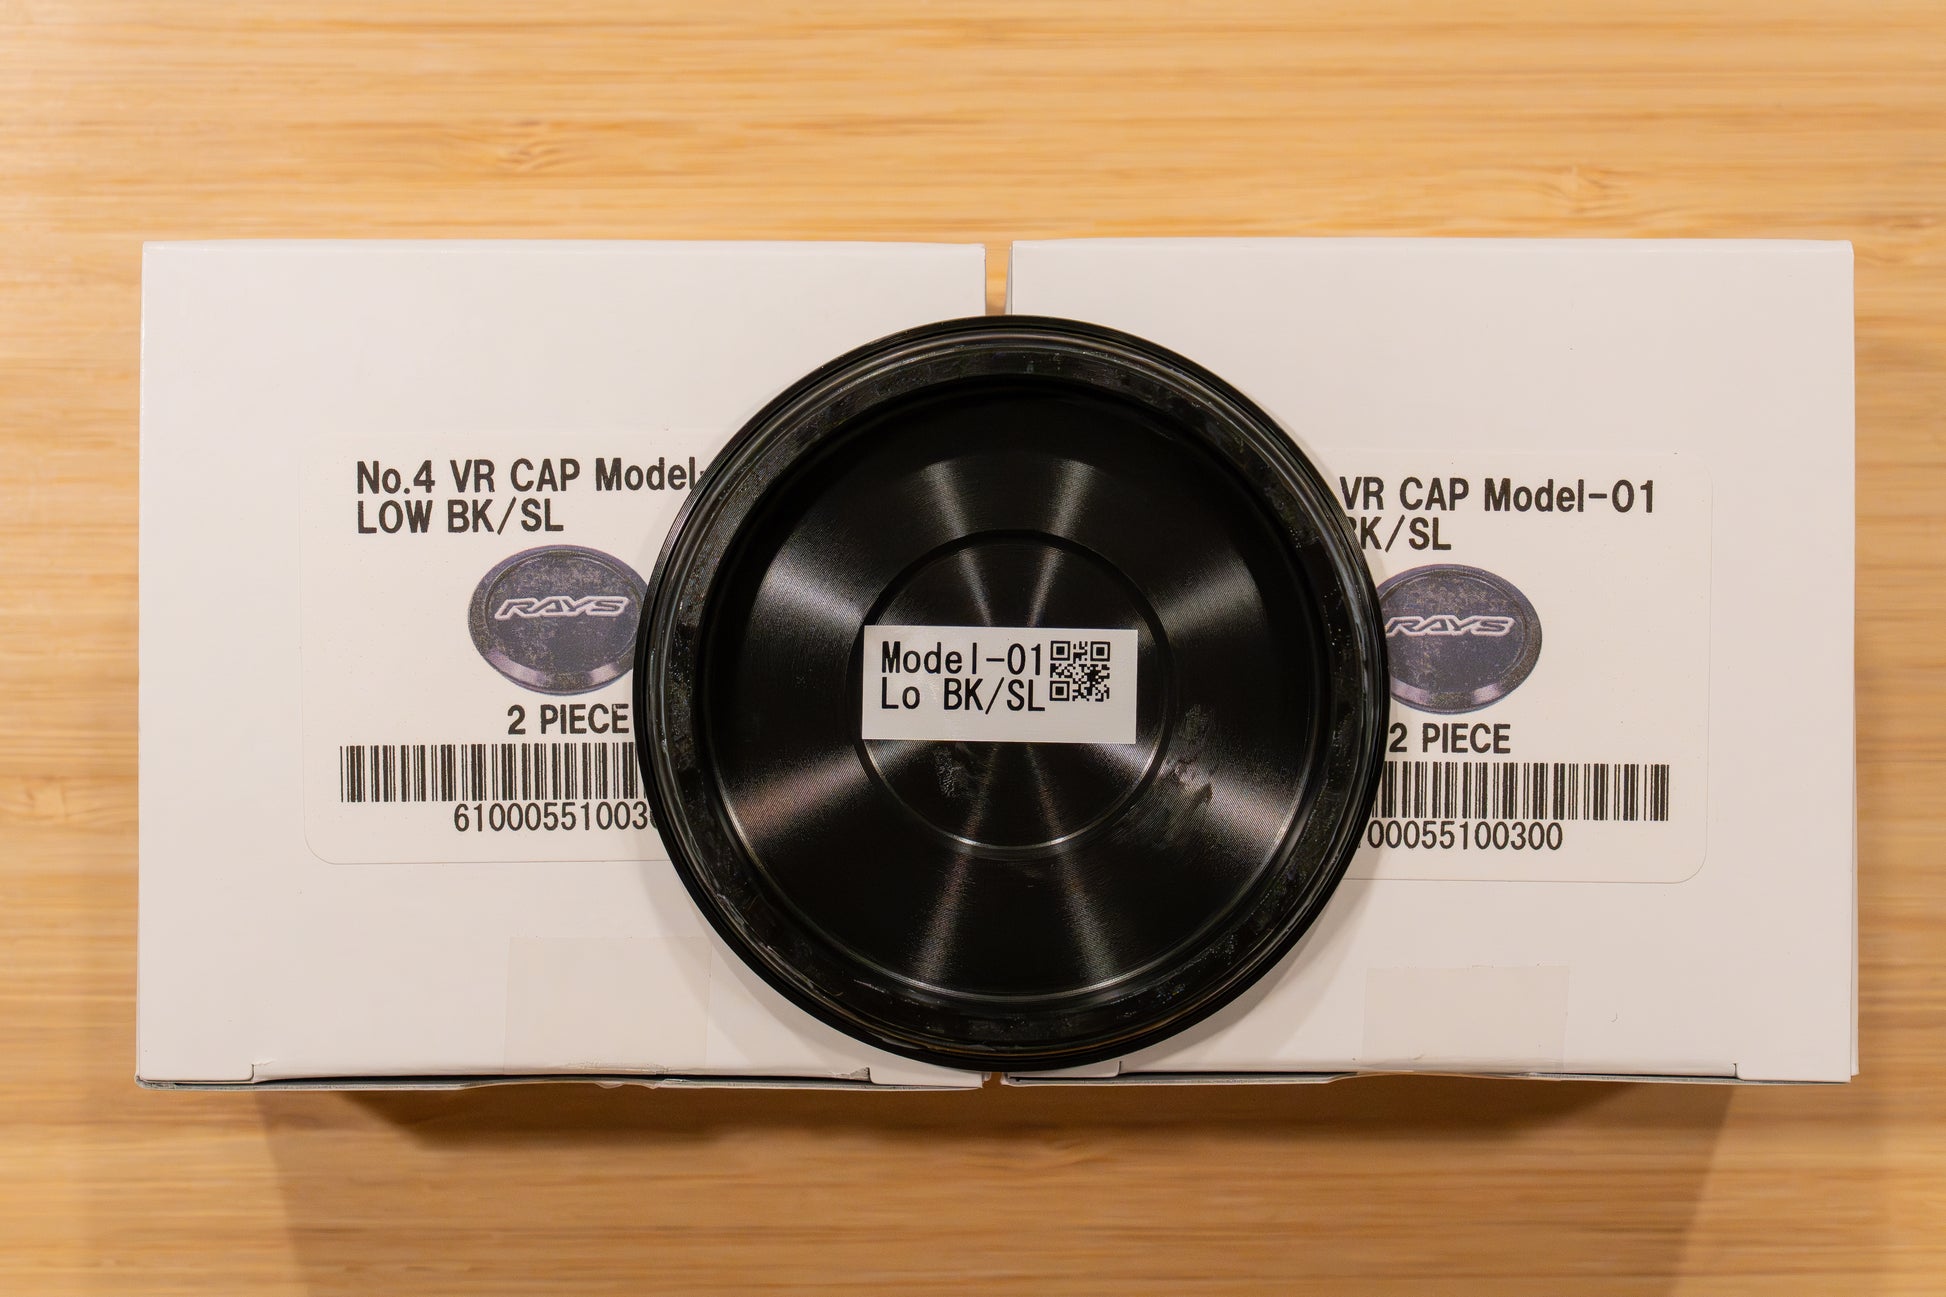 No.4 VR CAP Model-
LOW BK/SL
RAYS
2 PIECE
61000551003
Model-01
Lo BK/SL
VR CAP Model-01
BK/SL
RAYS
2 PIECE
00055100300